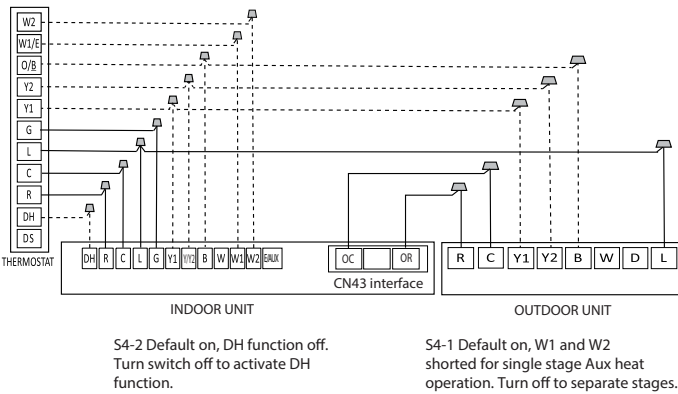 W2
W1/E
O/B
Y2
Y1
G
L
C
R
DH
DS
THERMOSTAT
DH R C L G Y1 Y/Y2 B W W1 W2 E/AUX
OC OR
CN43 interface
R C Y1 Y2 B W D L
INDOOR UNIT
OUTDOOR UNIT
S4-2 Default on, DH function off.
Turn switch off to activate DH
function.
S4-1 Default on, W1 and W2
shorted for single stage Aux heat
operation. Turn off to separate stages.